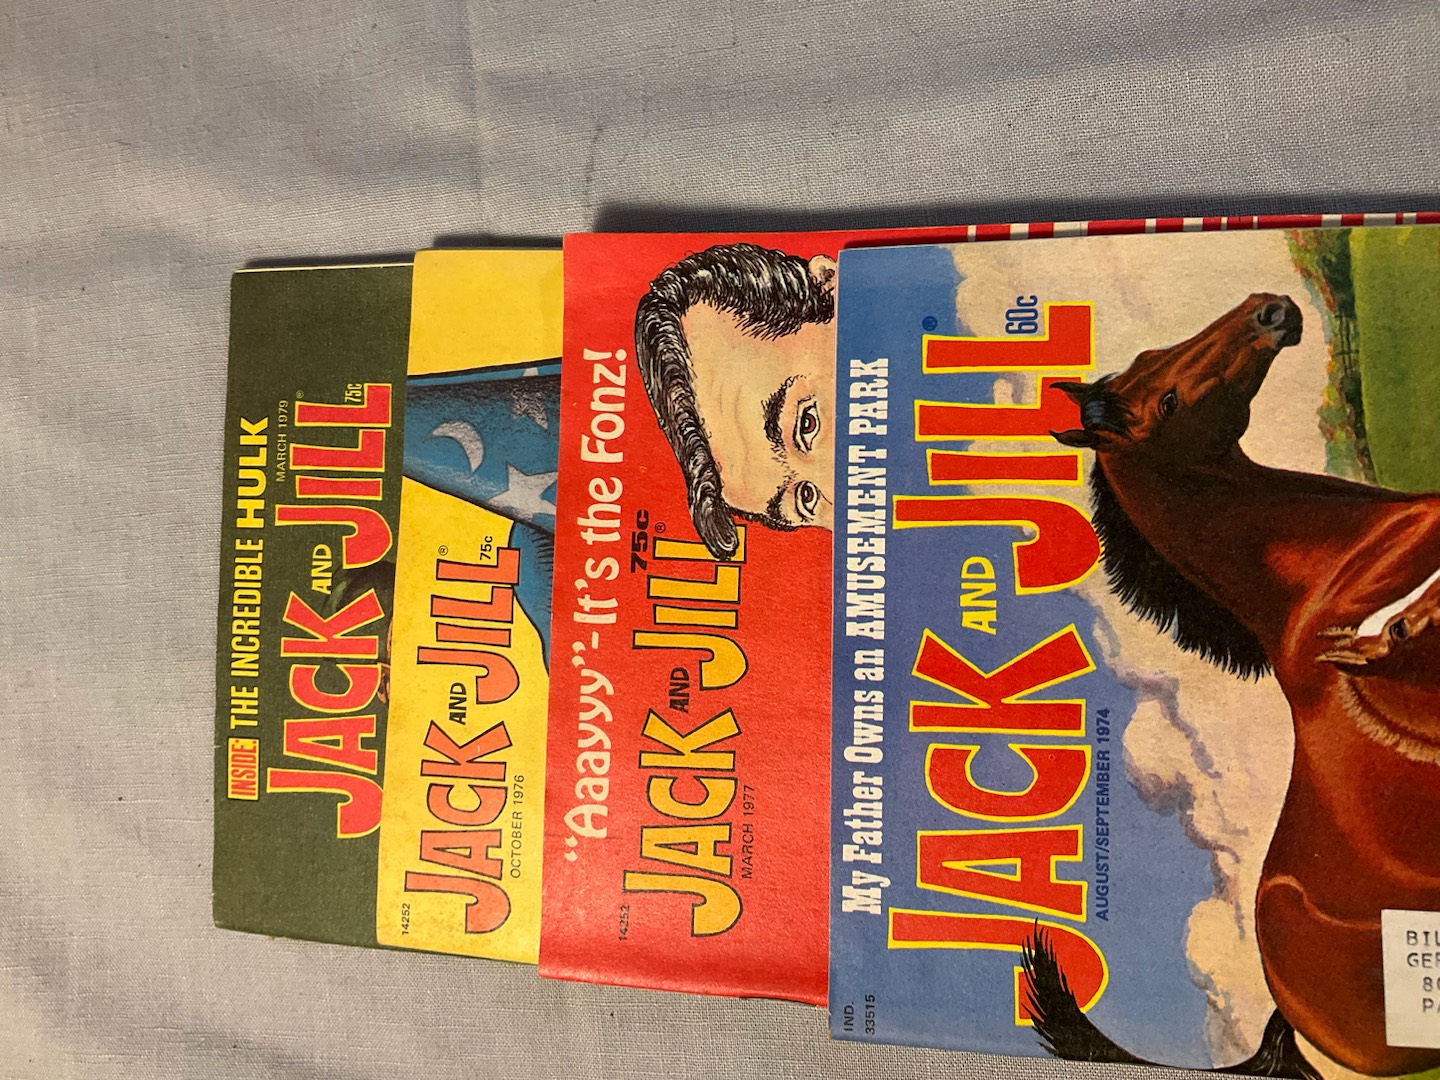 INSIDE: THE INCREDIBLE HULK
MARCH 1979
JACK AND JILL®
75c
14252
JACK AND JILL®
75c
OCTOBER 1976
"Aaayyy"-It's the Fonz!
75c
14252
JACK AND JILL®
MARCH 1977
My Father Owns an AMUSEMENT PARK
IND.
33515
JACK AND JILL®
60c
AUGUST/SEPTEMBER 1974